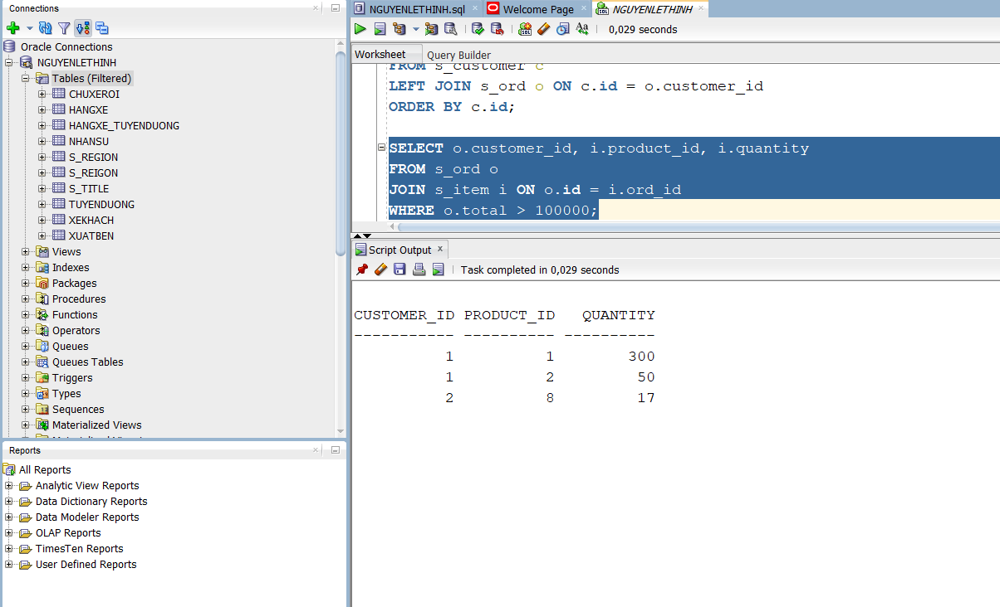 Connections
Oracle Connections
NGUYENLETHINH
Tables (Filtered)
CHUXEROI
HANGXE
HANGXE_TUYENDUONG
NHANSU
S_REGION
S_REIGON
S_TITLE
TUYENDUONG
XEKHACH
XUATBEN
Views
Indexes
Packages
Procedures
Functions
Operators
Queues
Queues Tables
Triggers
Types
Sequences
Materialized Views
Reports
All Reports
Analytic View Reports
Data Dictionary Reports
Data Modeler Reports
OLAP Reports
TimesTen Reports
User Defined Reports
NGUYENLETHINH.sql
Welcome Page
NGUYENLETHINH
0,029 seconds
Worksheet
Query Builder
FROM s_customer c
LEFT JOIN s_ord o ON c.id = o.customer_id
ORDER BY c.id;
SELECT o.customer_id, i.product_id, i.quantity
FROM s_ord o
JOIN s_item i ON o.id = i.ord_id
WHERE o.total > 100000;
Script Output
Task completed in 0,029 seconds
CUSTOMER_ID PRODUCT_ID   QUANTITY
----------- ---------- ----------
          1          1        300
          1          2         50
          2          8         17